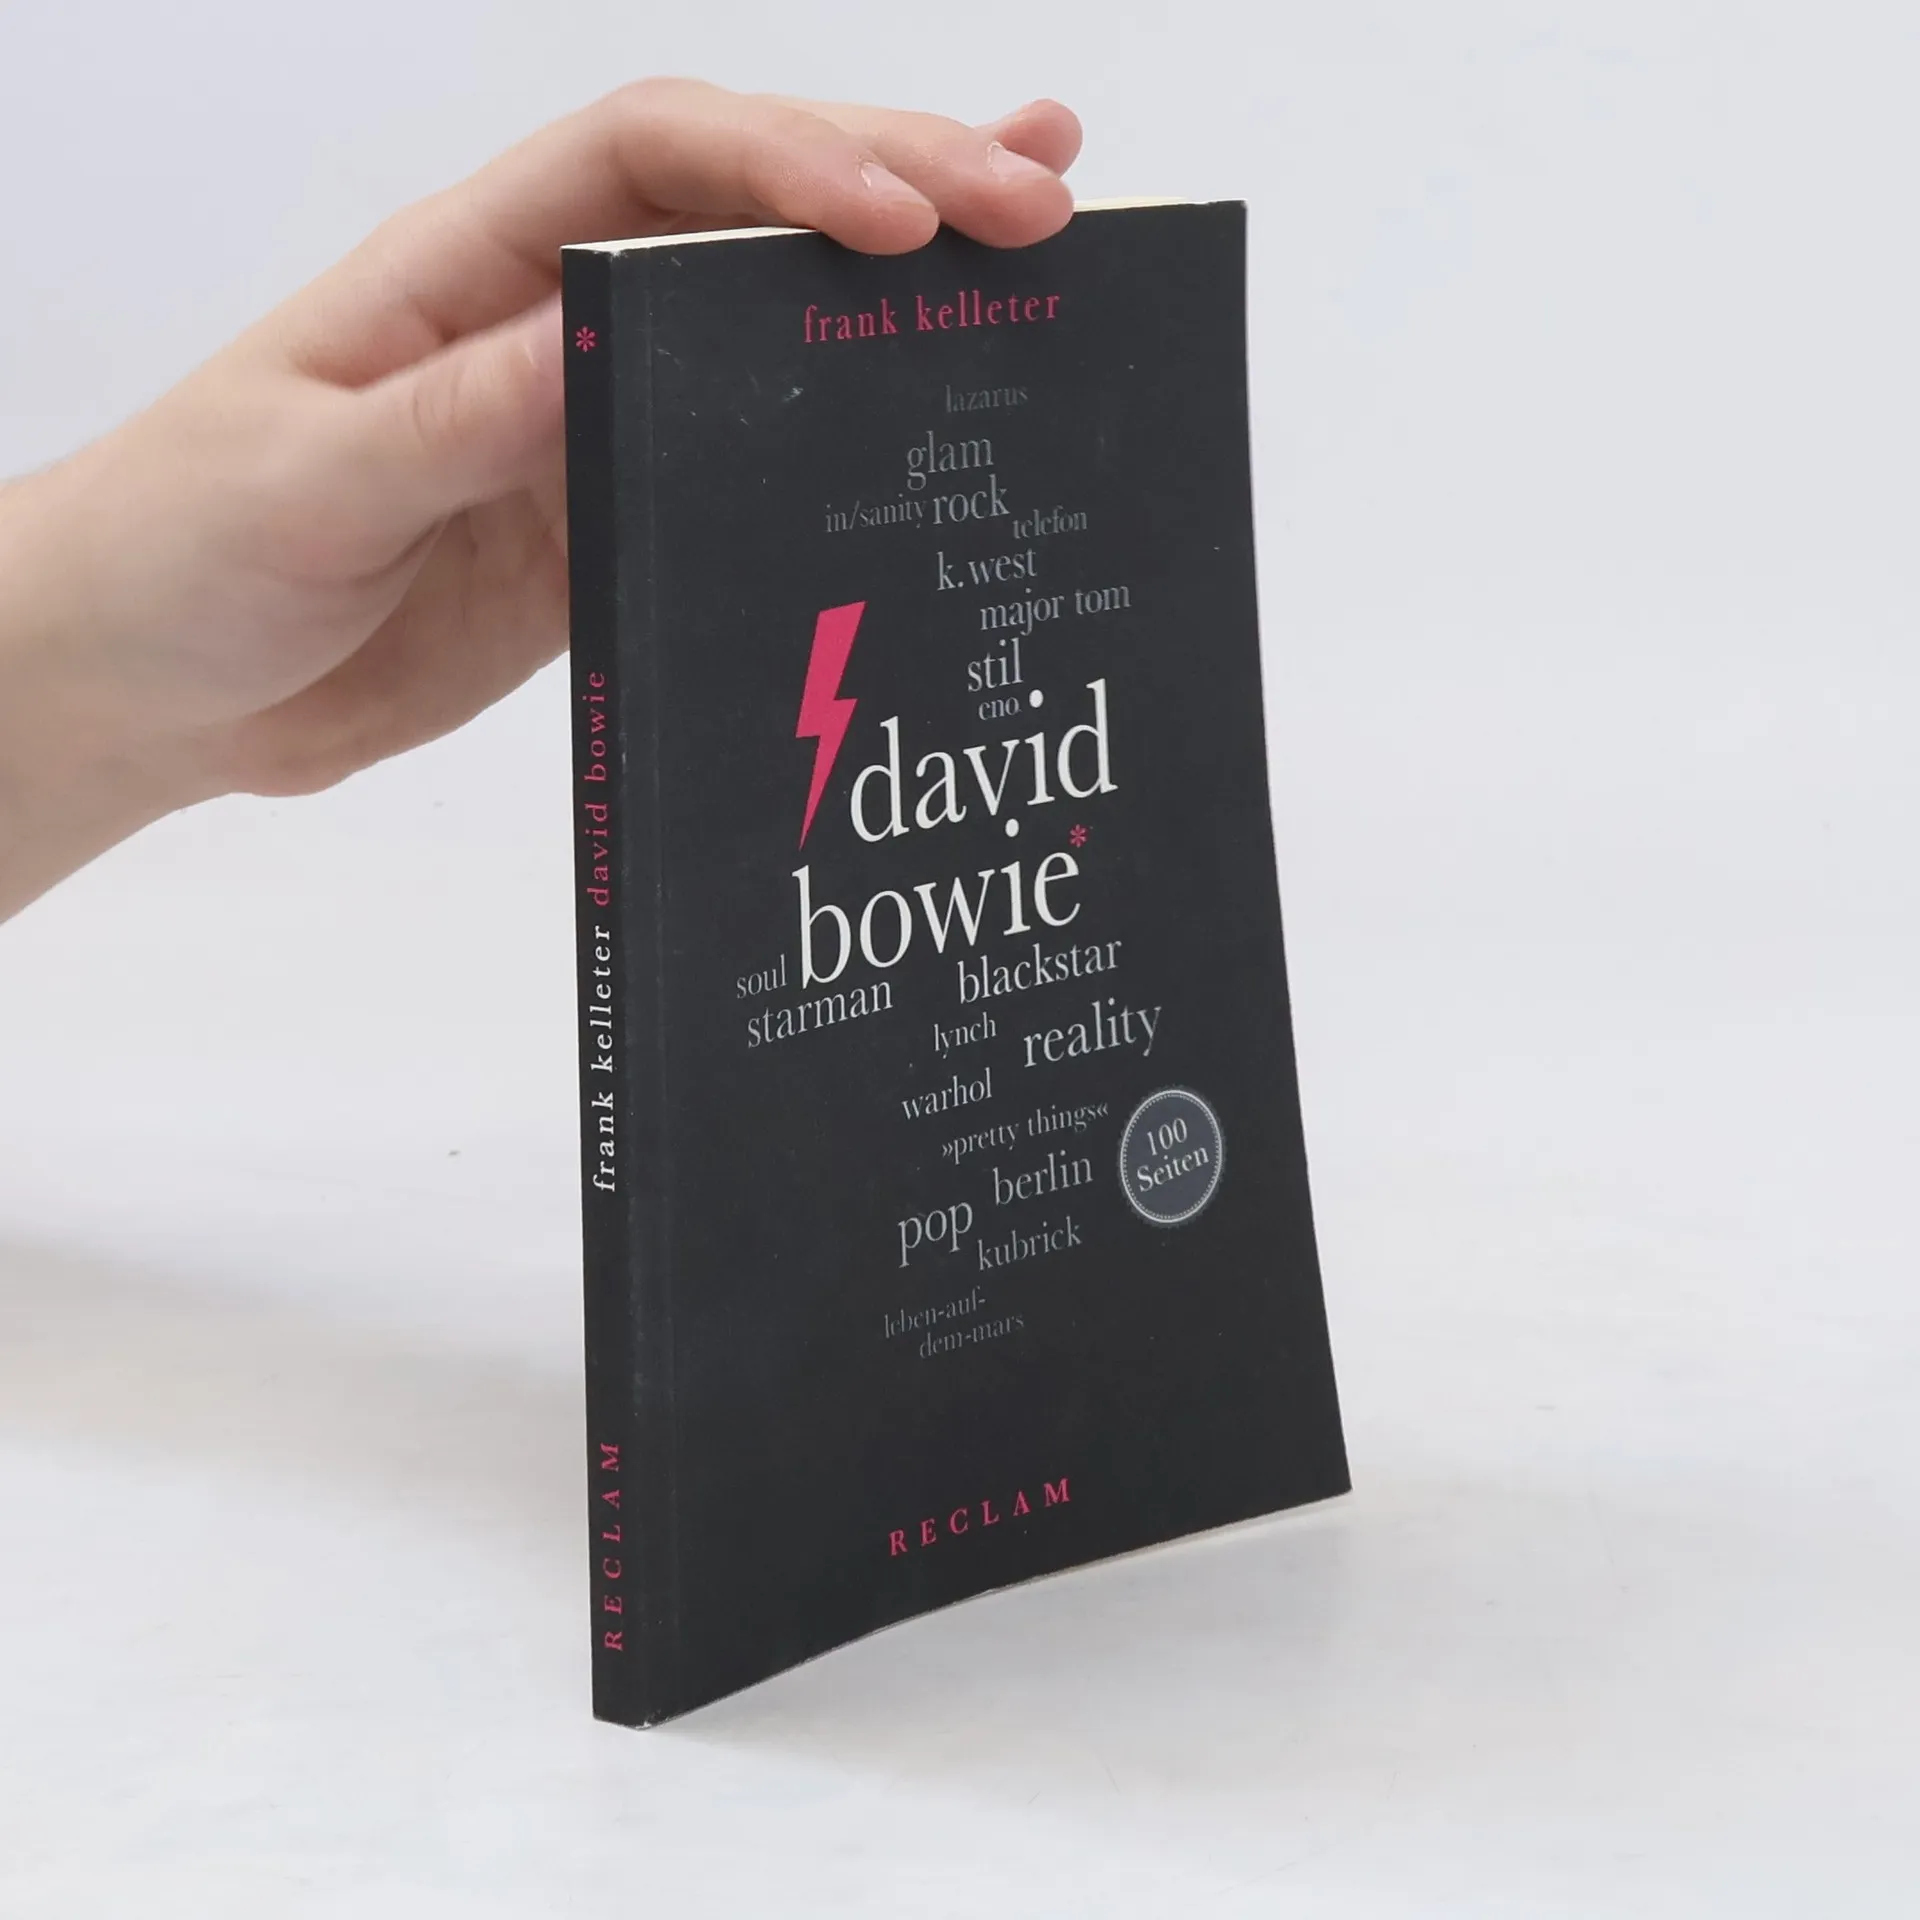 frank kelleter
lazarus
glam
in/sanity rock
telefon
k. west
major tom
stil
eno
david
bowie*
soul
blackstar
starman
lynch
reality
warhol
»pretty things«
100
Seiten
berlin
pop
kubrick
leben-auf-
dem-mars
RECLAM
*
frank kelleter david bowie
RECLAM